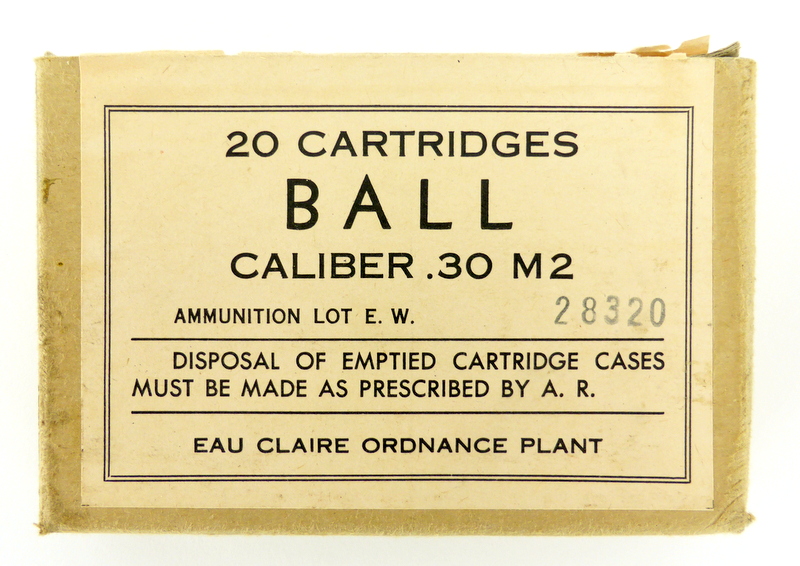 20 CARTRIDGES
BALL
CALIBER .30 M2
AMMUNITION LOT E. W. 28320
DISPOSAL OF EMPTIED CARTRIDGE CASES
MUST BE MADE AS PRESCRIBED BY A. R.
EAU CLAIRE ORDNANCE PLANT